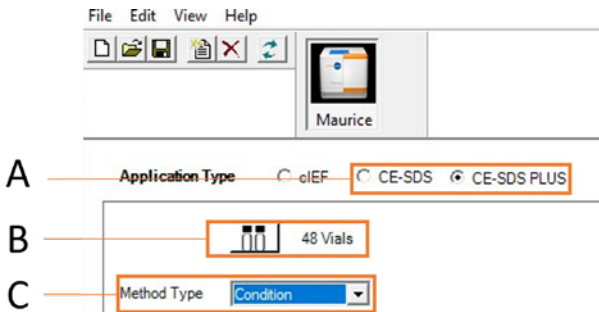 File Edit View Help
Maurice
A
Application Type cIEF CE-SDS CE-SDS PLUS
B
48 Vials
C
Method Type Condition